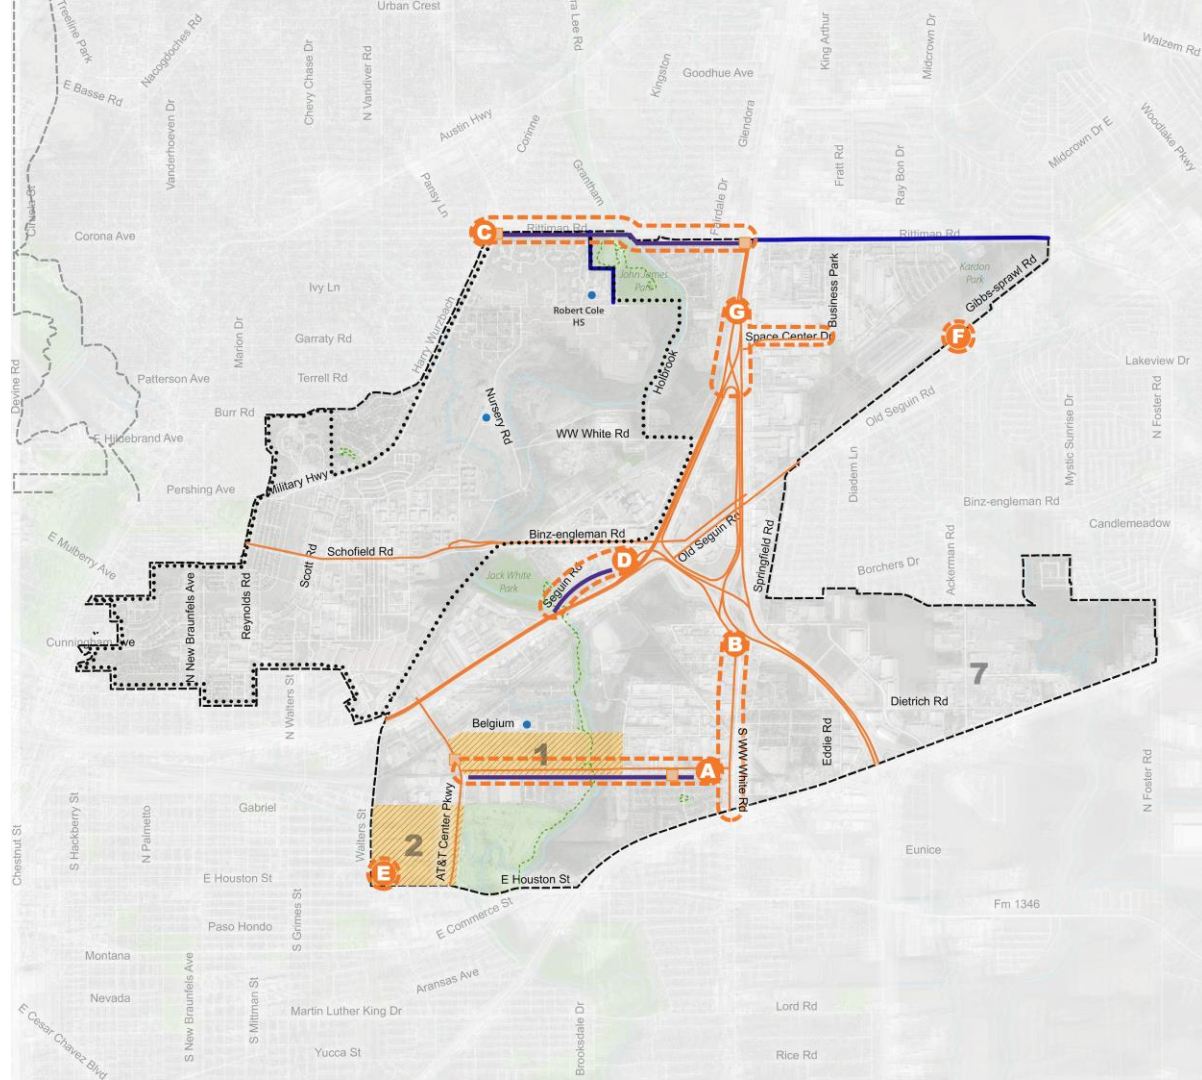 Urban Crest
Treeline Park
Nacogdoches Rd
King Arthur
Midcrown Dr
Walzem Rd
Chevy Chase Dr
N Vandiver Rd
Kingston
Goodhue Ave
E Basse Rd
Vanderhoeven Dr
Austin Hwy
Corinne
Glendora
Midcrown Dr E
Woodlake Pkwy
Fratt Rd
Ray Bon Dr
Pansy Ln
Grantham
Corona Ave
C
Rittiman Rd
Rittiman Rd
Ivy Ln
John James
Park
Kardon
Park
Gibbs-sprawl Rd
Business Park
Robert Cole
HS
G
Space Center Dr
F
Marion Dr
Garraty Rd
Harry Wurzbach
Holbrook
Lakeview Dr
Devine Rd
Patterson Ave
Terrell Rd
Burr Rd
Nursery Rd
Old Seguin Rd
N Foster Rd
E Hildebrand Ave
WW White Rd
Mystic Sunrise Dr
Diadem Ln
Pershing Ave
Military Hwy
Binz-engleman Rd
Candlemeadow
E Mulberry Ave
Schofield Rd
Scott Rd
Binz-engleman Rd
Old Seguin Rd
Springfield Rd
Borchers Dr
Ackerman Rd
D
Jack White
Park
Seguin Rd
N New Braunfels Ave
Reynolds Rd
B
7
N Walters St
Dietrich Rd
Belgium
S WW White Rd
Eddie Rd
1
A
N Foster Rd
AT&T Center Pkwy
Gabriel
Walters St
2
S Hackberry St
N Palmetto
Chestnut St
E
E Houston St
E Houston St
Eunice
S Grimes St
E Commerce St
Fm 1346
Paso Hondo
Montana
Aransas Ave
Nevada
S New Braunfels Ave
S Mittman St
Martin Luther King Dr
Lord Rd
Brooksdale Dr
E Cesar Chavez Blvd
Yucca St
Rice Rd